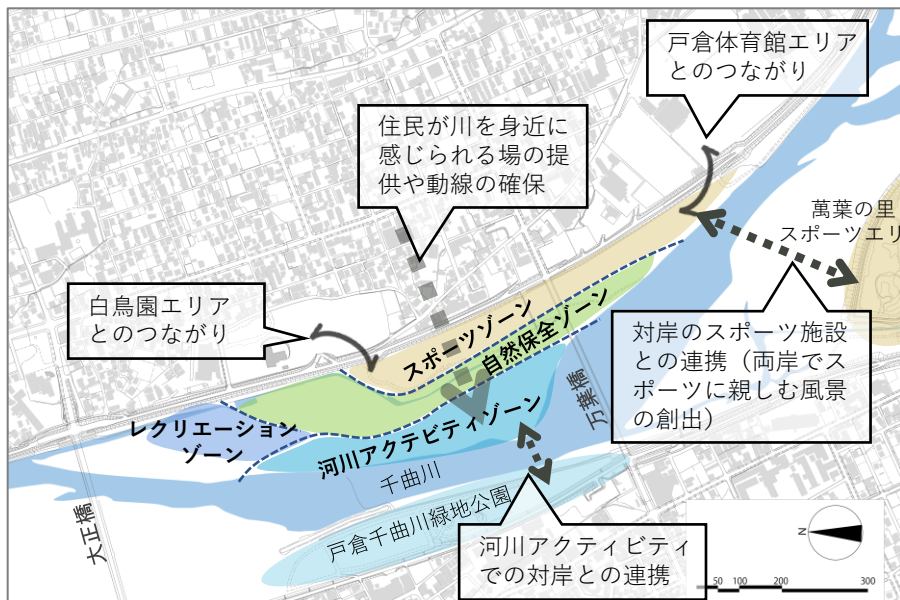 戸倉体育館エリア
とのつながり
住民が川を身近に
感じられる場の提
供や動線の確保
萬葉の里
スポーツエリ
白鳥園エリア
とのつながり
スポーツゾーン
自然保全ゾーン
対岸のスポーツ施設
との連携（両岸でス
ポーツに親しむ風景
の創出）
万葉橋
レクリエーション
ゾーン
河川アクテビティゾーン
千曲川
大正橋
戸倉千曲川緑地公園
河川アクティビティ
での対岸との連携
N
50 100 200 300